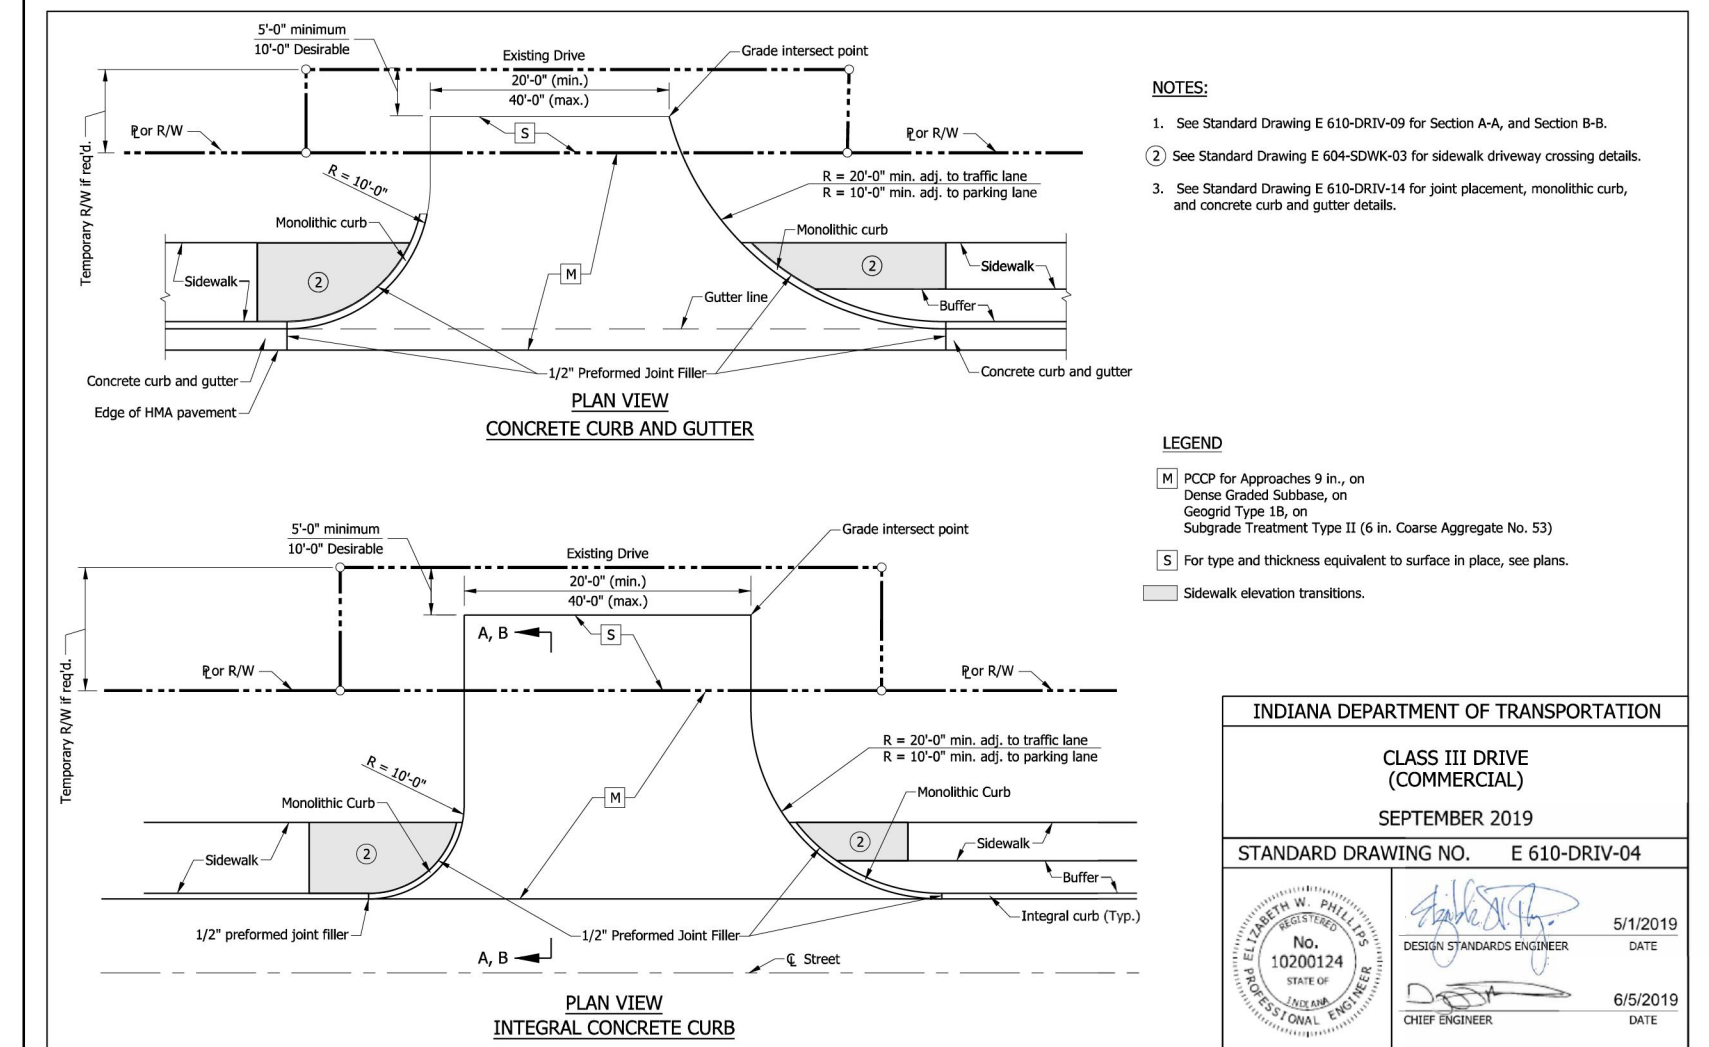 5'-0" minimum
10'-0" Desirable
Existing Drive
20'-0" (min.)
40'-0" (max.)
Grade intersect point
S
℄ or R/W
℄ or R/W
Temporary R/W if req'd.
R = 10'-0"
R = 20'-0" min. adj. to traffic lane
R = 10'-0" min. adj. to parking lane
Monolithic curb
Monolithic curb
M
2
2
Sidewalk
Sidewalk
Gutter line
Buffer
Concrete curb and gutter
1/2" Preformed Joint Filler
Concrete curb and gutter
Edge of HMA pavement
PLAN VIEW
CONCRETE CURB AND GUTTER
5'-0" minimum
10'-0" Desirable
Existing Drive
20'-0" (min.)
40'-0" (max.)
Grade intersect point
A, B
S
℄ or R/W
℄ or R/W
Temporary R/W if req'd.
R = 10'-0"
R = 20'-0" min. adj. to traffic lane
R = 10'-0" min. adj. to parking lane
Monolithic Curb
Monolithic Curb
M
2
2
Sidewalk
Sidewalk
Buffer
Integral curb (Typ.)
1/2" preformed joint filler
1/2" Preformed Joint Filler
A, B
℄ Street
PLAN VIEW
INTEGRAL CONCRETE CURB
NOTES:
1. See Standard Drawing E 610-DRIV-09 for Section A-A, and Section B-B.
2 See Standard Drawing E 604-SDWK-03 for sidewalk driveway crossing details.
3. See Standard Drawing E 610-DRIV-14 for joint placement, monolithic curb,
and concrete curb and gutter details.
LEGEND
M PCCP for Approaches 9 in., on
Dense Graded Subbase, on
Geogrid Type 1B, on
Subgrade Treatment Type II (6 in. Coarse Aggregate No. 53)
S For type and thickness equivalent to surface in place, see plans.
Sidewalk elevation transitions.
INDIANA DEPARTMENT OF TRANSPORTATION
CLASS III DRIVE
(COMMERCIAL)
SEPTEMBER 2019
STANDARD DRAWING NO. E 610-DRIV-04
ELIZABETH W. PHILLIPS
REGISTERED
No.
10200124
STATE OF
INDIANA
PROFESSIONAL ENGINEER
5/1/2019
DESIGN STANDARDS ENGINEER DATE
6/5/2019
CHIEF ENGINEER DATE